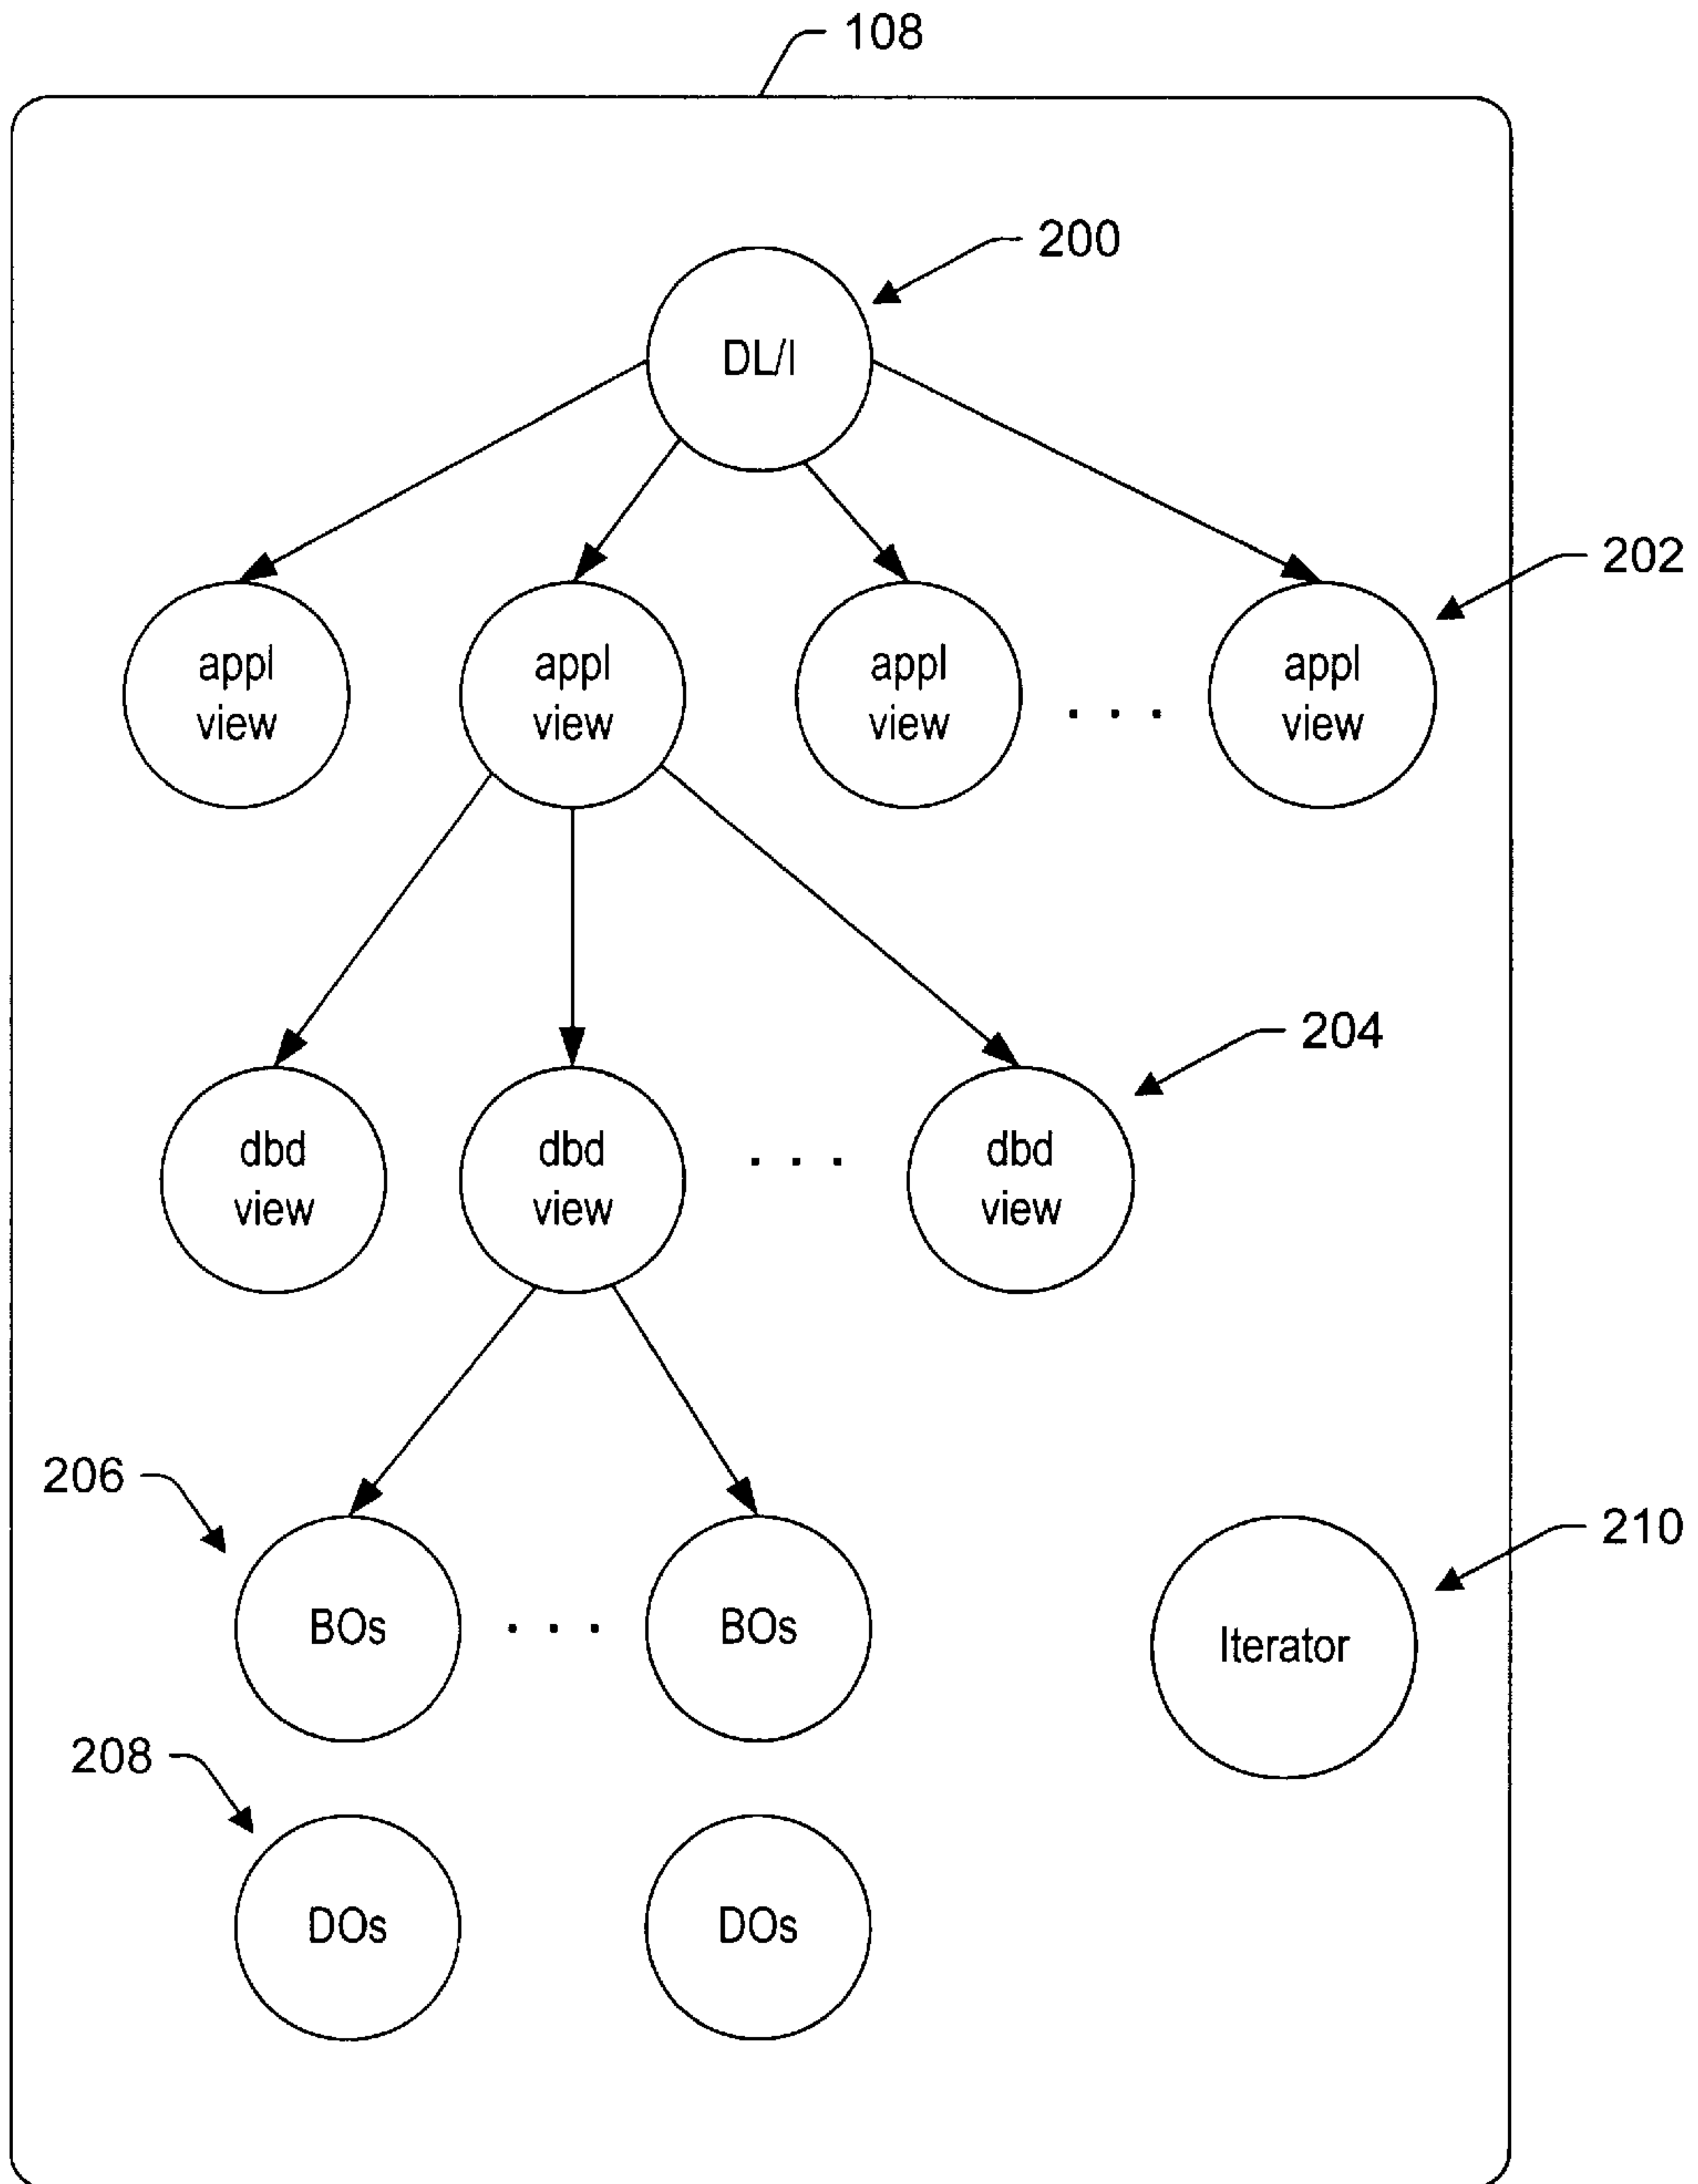 108
200
DL/I
202
appl
view
appl
view
appl
view
. . .
appl
view
204
dbd
view
dbd
view
. . .
dbd
view
206
210
BOs
. . .
BOs
Iterator
208
DOs
DOs